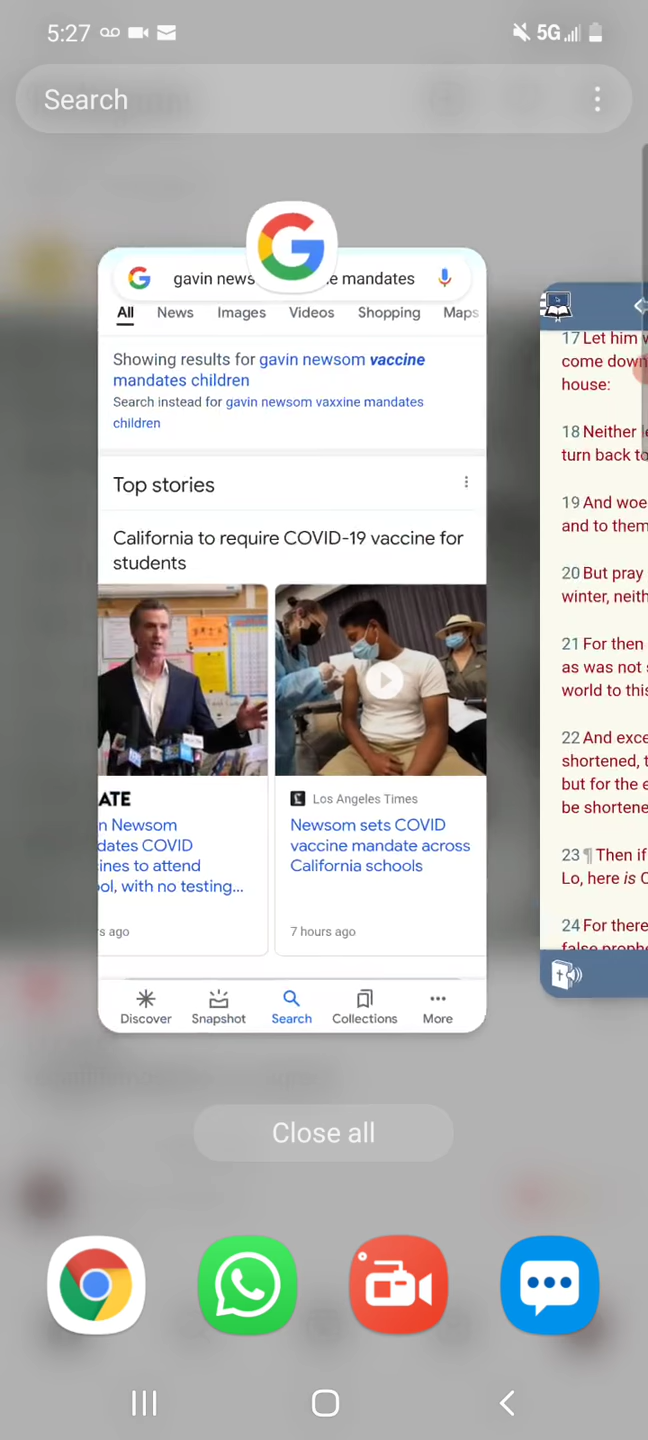 5:27
5G
Search
gavin news e mandates
All News Images Videos Shopping Maps
Showing results for gavin newsom vaccine
mandates children
Search instead for gavin newsom vaxxine mandates
children
Top stories
California to require COVID-19 vaccine for
students
ATE
n Newsom
dates COVID
ines to attend
ol, with no testing...
s ago
Los Angeles Times
Newsom sets COVID
vaccine mandate across
California schools
7 hours ago
Discover Snapshot Search Collections More
17 Let him
come down
house:
18 Neither
turn back to
19 And woe
and to them
20 But pray
winter, neith
21 For then
as was not
world to this
22 And exce
shortened, t
but for the e
be shortene
23 ¶ Then if
Lo, here is C
24 For there
false prophe
Close all